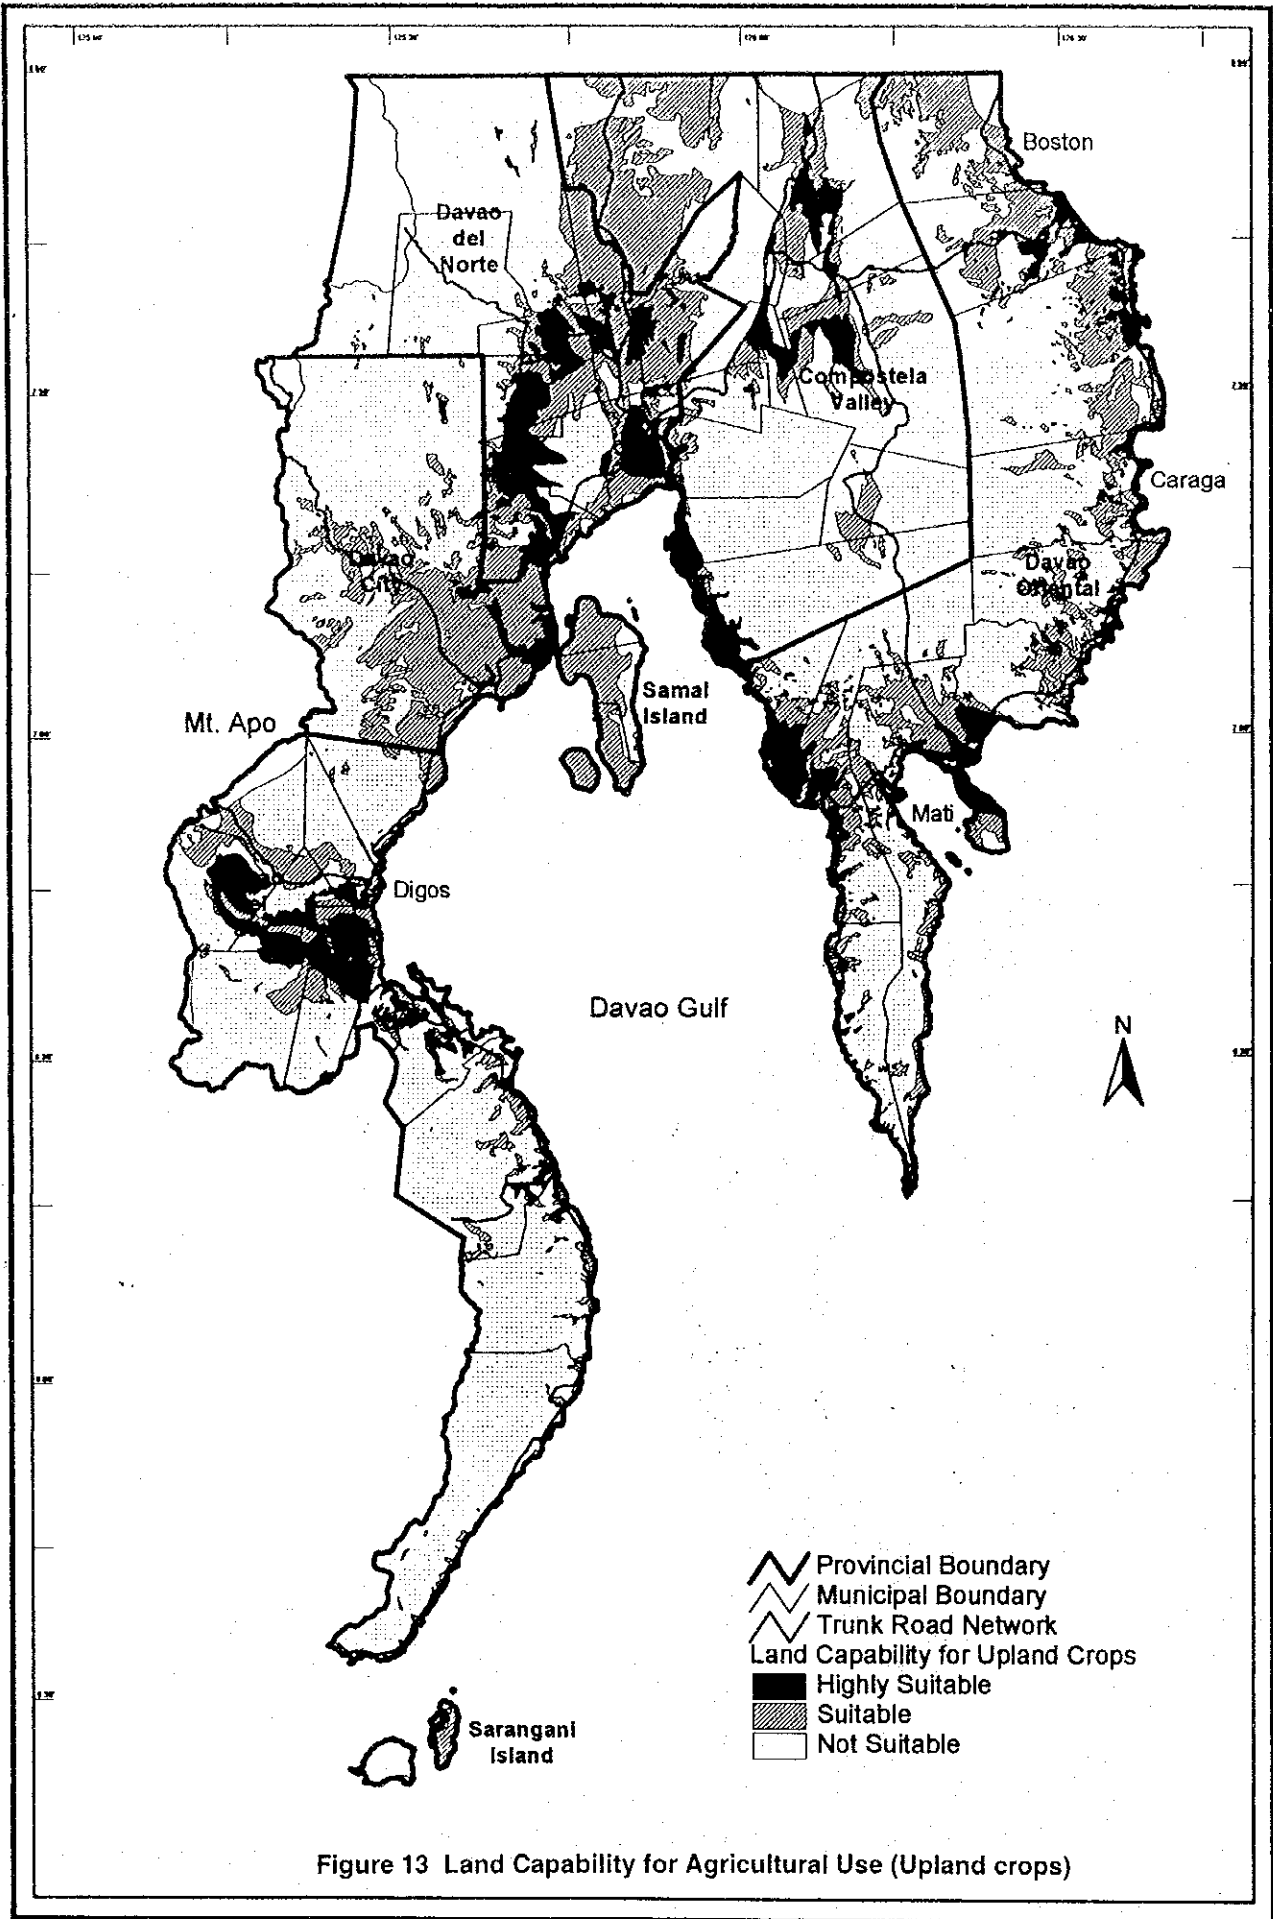 Boston
Davao
del
Norte
Compostela
Valley
Caraga
Davao
City
Davao
Oriental
Samal
Island
Mt. Apo
Mati
Digos
Davao Gulf
N
Provincial Boundary
Municipal Boundary
Trunk Road Network
Land Capability for Upland Crops
Highly Suitable
Suitable
Not Suitable
Sarangani
Island
Figure 13 Land Capability for Agricultural Use (Upland crops)